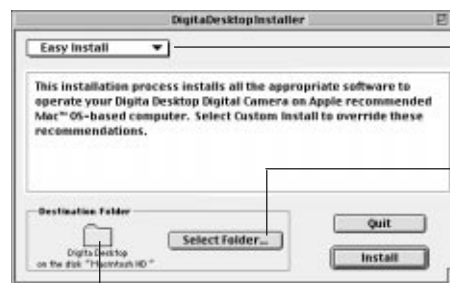 DigitaDesktopInstaller
Easy Install
This installation process installs all the appropriate software to
operate your Digita Desktop Digital Camera on Apple recommended
Mac™ OS-based computer. Select Custom Install to override these
recommendations.
Destination Folder
Digita Desktop
on the disk "Macintosh HD"
Select Folder...
Quit
Install